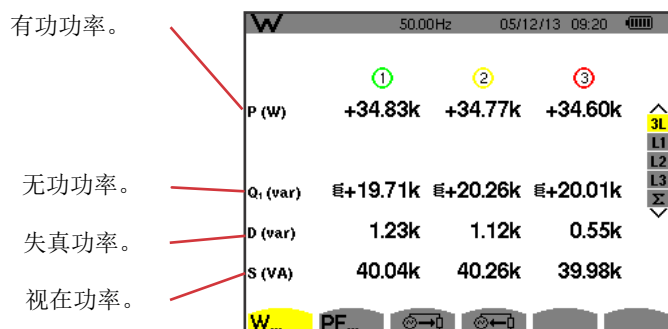 有功功率。
无功功率。
失真功率。
视在功率。
W 50.00Hz 05/12/13 09:20
1 2 3
P (W) +34.83k +34.77k +34.60k
Q₁ (var) +19.71k +20.26k +20.01k
D (var) 1.23k 1.12k 0.55k
S (VA) 40.04k 40.26k 39.98k
3L
L1
L2
L3
Σ
W... PF...